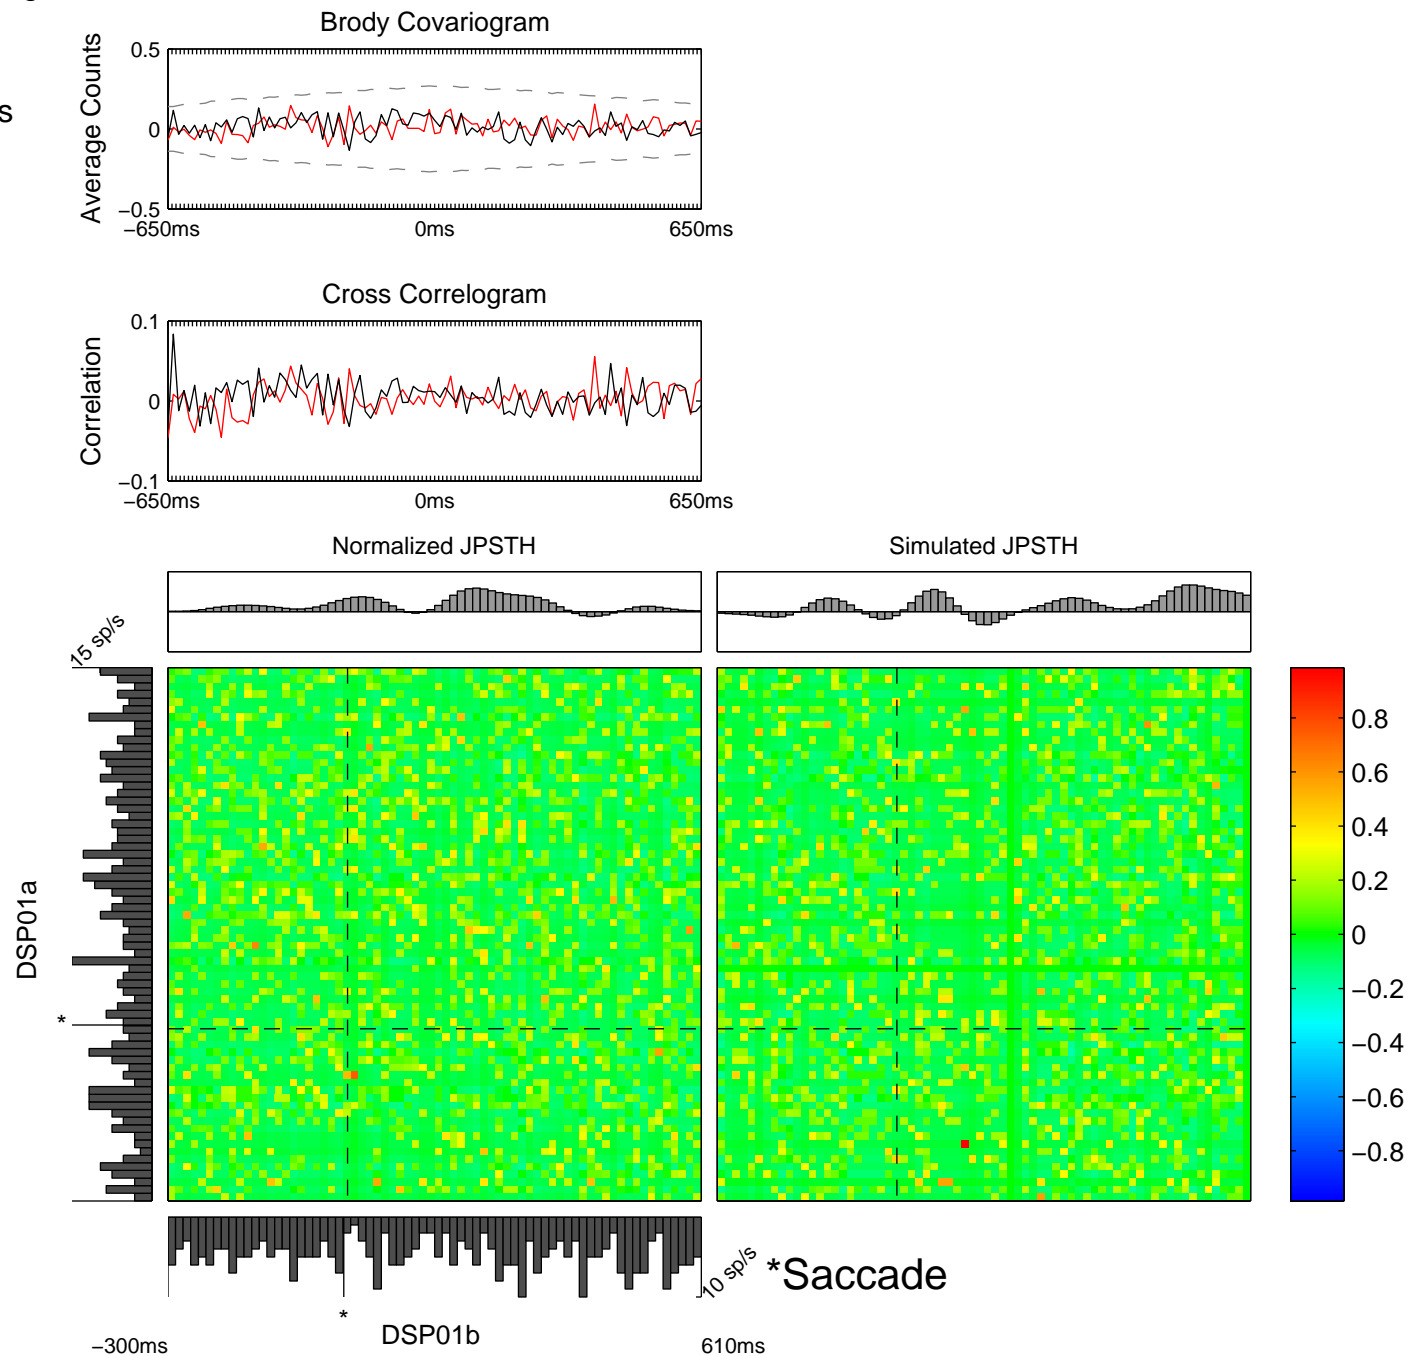 g
Brody Covariogram
s
Average Counts
0.5
0
−0.5
−650ms
0ms
650ms
Cross Correlogram
Correlation
0.1
0
−0.1
−650ms
0ms
650ms
Normalized JPSTH
Simulated JPSTH
15 sp/s
DSP01a
*
0.8
0.6
0.4
0.2
0
−0.2
−0.4
−0.6
−0.8
10 sp/s
*Saccade
*
DSP01b
−300ms
610ms